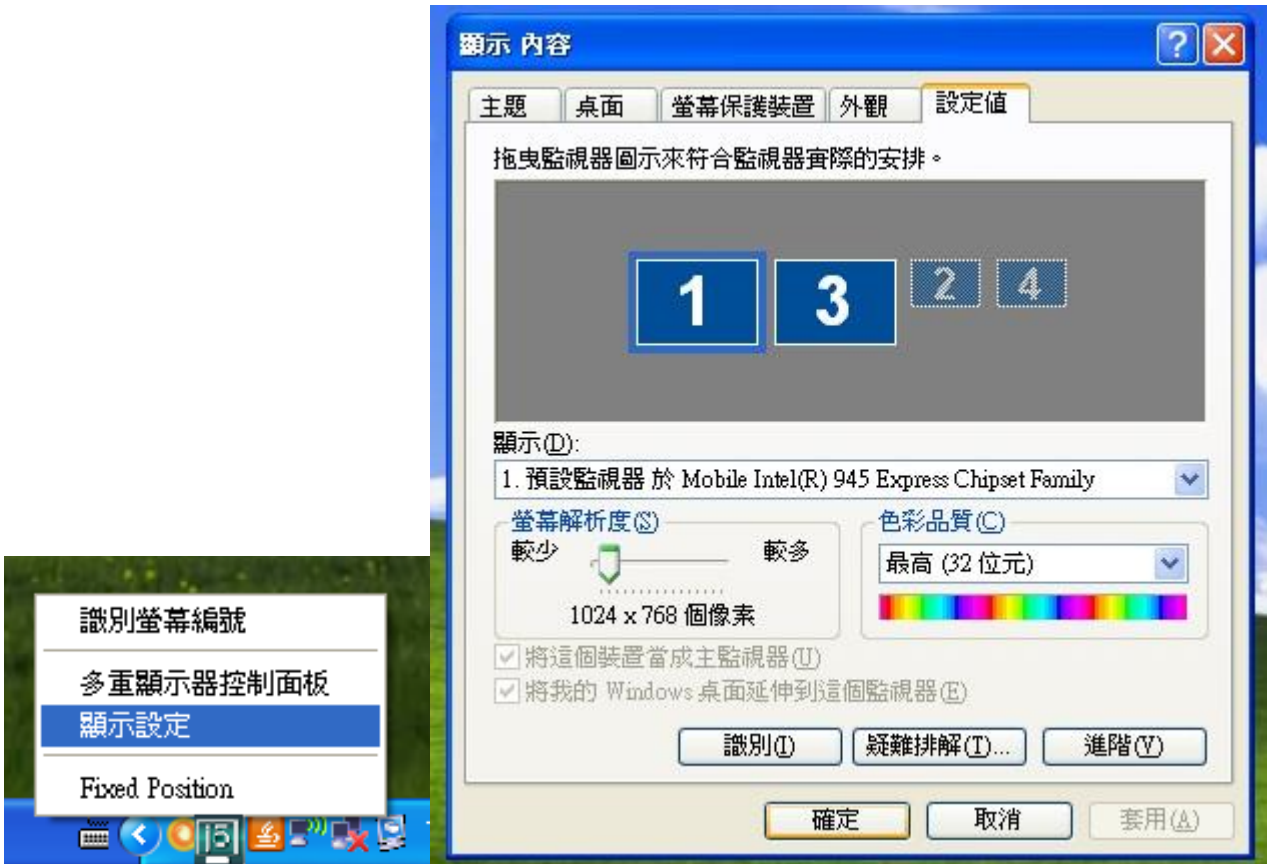 識別螢幕編號
多重顯示器控制面板
顯示設定
Fixed Position
顯示 內容
主題 桌面 螢幕保護裝置 外觀 設定值
拖曳監視器圖示來符合監視器實際的安排。
1 3 2 4
顯示(D):
1. 預設監視器 於 Mobile Intel(R) 945 Express Chipset Family
螢幕解析度(S) 色彩品質(C)
較少 較多
最高 (32 位元)
1024 x 768 個像素
將這個裝置當成主監視器(U)
將我的 Windows 桌面延伸到這個監視器(E)
識別(I) 疑難排解(T)... 進階(V)
確定 取消 套用(A)